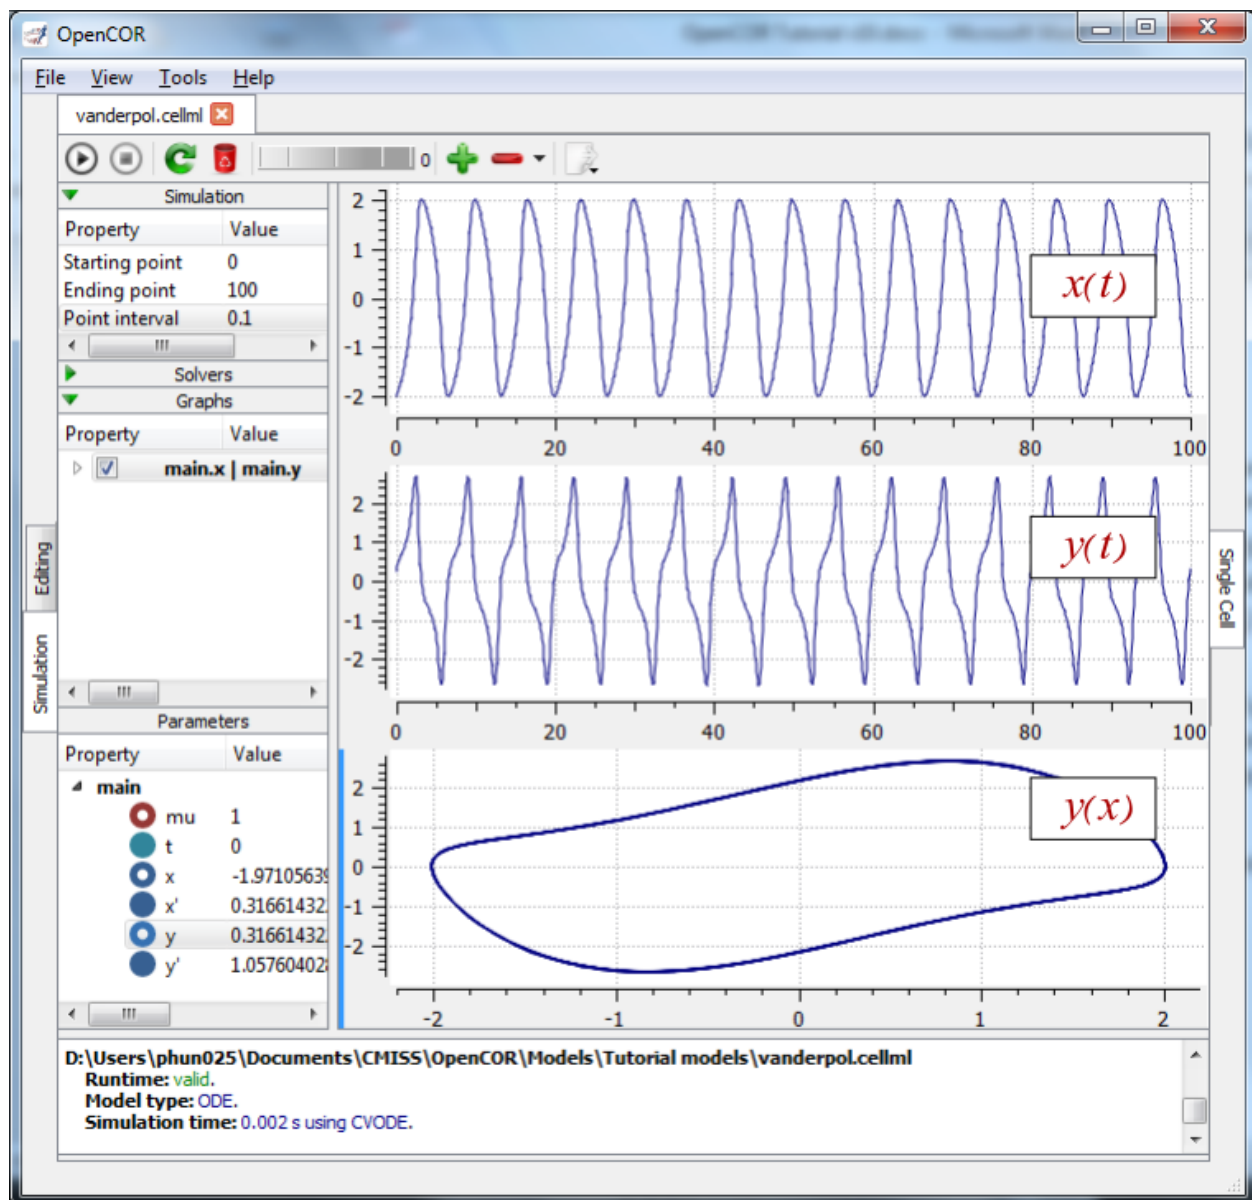 OpenCOR
File View Tools Help
vanderpol.cellml
0
Simulation
Property Value
Starting point 0
Ending point 100
Point interval 0.1
Solvers
Graphs
Property Value
main.x | main.y
Parameters
Property Value
main
mu 1
t 0
x -1.97105639
x' 0.31661432
y 0.31661432
y' 1.05760402
Editing
Simulation
2
1
0
-1
-2
0 20 40 60 80 100
x(t)
2
1
0
-1
-2
0 20 40 60 80 100
y(t)
2
1
0
-1
-2
-2 -1 0 1 2
y(x)
Single Cell
D:\Users\phun025\Documents\CMISS\OpenCOR\Models\Tutorial models\vanderpol.cellml
Runtime: valid.
Model type: ODE.
Simulation time: 0.002 s using CVODE.